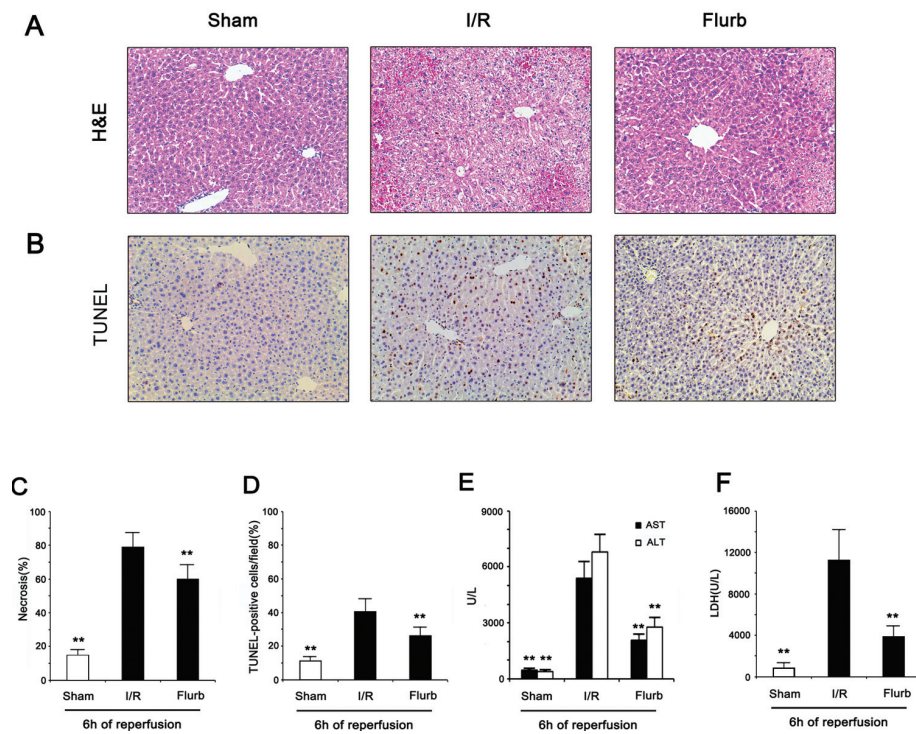 A
Sham
I/R
Flurb
H&E
B
TUNEL
C
100
80
60
40
20
0
Necrosis(%)
**
**
Sham
I/R
Flurb
6h of reperfusion
D
100
80
60
40
20
0
TUNEL-positive cells/field(%)
**
**
Sham
I/R
Flurb
6h of reperfusion
E
U/L
9000
6000
3000
0
AST
ALT
** **
**
**
Sham
I/R
Flurb
6h of reperfusion
F
LDH(U/L)
16000
12000
8000
4000
0
**
**
Sham
I/R
Flurb
6h of reperfusion